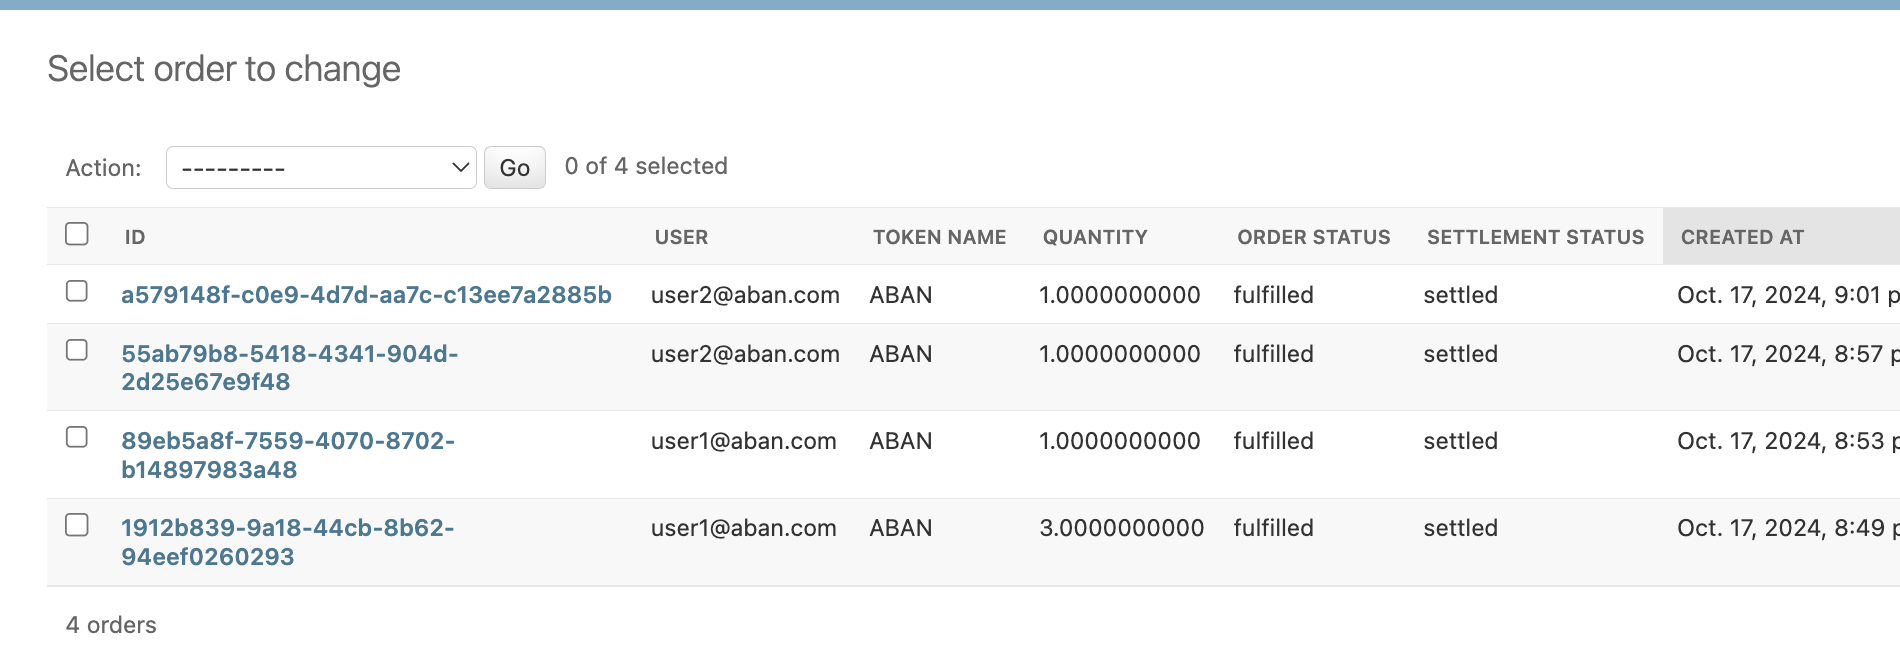 Select order to change
Action: --------- Go 0 of 4 selected
ID USER TOKEN NAME QUANTITY ORDER STATUS SETTLEMENT STATUS CREATED AT
a579148f-c0e9-4d7d-aa7c-c13ee7a2885b user2@aban.com ABAN 1.0000000000 fulfilled settled Oct. 17, 2024, 9:01 p
55ab79b8-5418-4341-904d- user2@aban.com ABAN 1.0000000000 fulfilled settled Oct. 17, 2024, 8:57 p
2d25e67e9f48
89eb5a8f-7559-4070-8702- user1@aban.com ABAN 1.0000000000 fulfilled settled Oct. 17, 2024, 8:53 p
b14897983a48
1912b839-9a18-44cb-8b62- user1@aban.com ABAN 3.0000000000 fulfilled settled Oct. 17, 2024, 8:49 p
94eef0260293
4 orders